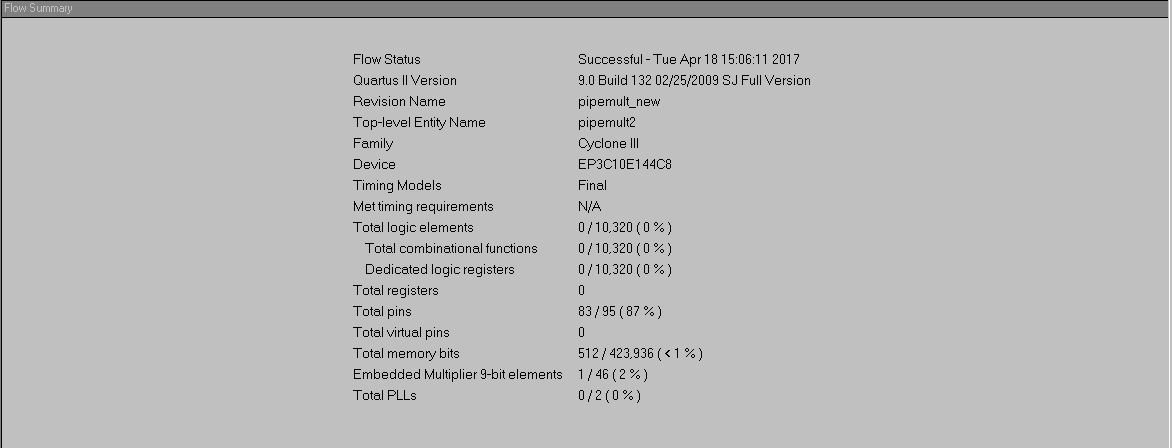 Flow Summary
Flow Status Successful - Tue Apr 18 15:06:11 2017
Quartus II Version 9.0 Build 132 02/25/2009 SJ Full Version
Revision Name pipemult_new
Top-level Entity Name pipemult2
Family Cyclone III
Device EP3C10E144C8
Timing Models Final
Met timing requirements N/A
Total logic elements 0 / 10,320 ( 0 % )
Total combinational functions 0 / 10,320 ( 0 % )
Dedicated logic registers 0 / 10,320 ( 0 % )
Total registers 0
Total pins 83 / 95 ( 87 % )
Total virtual pins 0
Total memory bits 512 / 423,936 ( < 1 % )
Embedded Multiplier 9-bit elements 1 / 46 ( 2 % )
Total PLLs 0 / 2 ( 0 % )